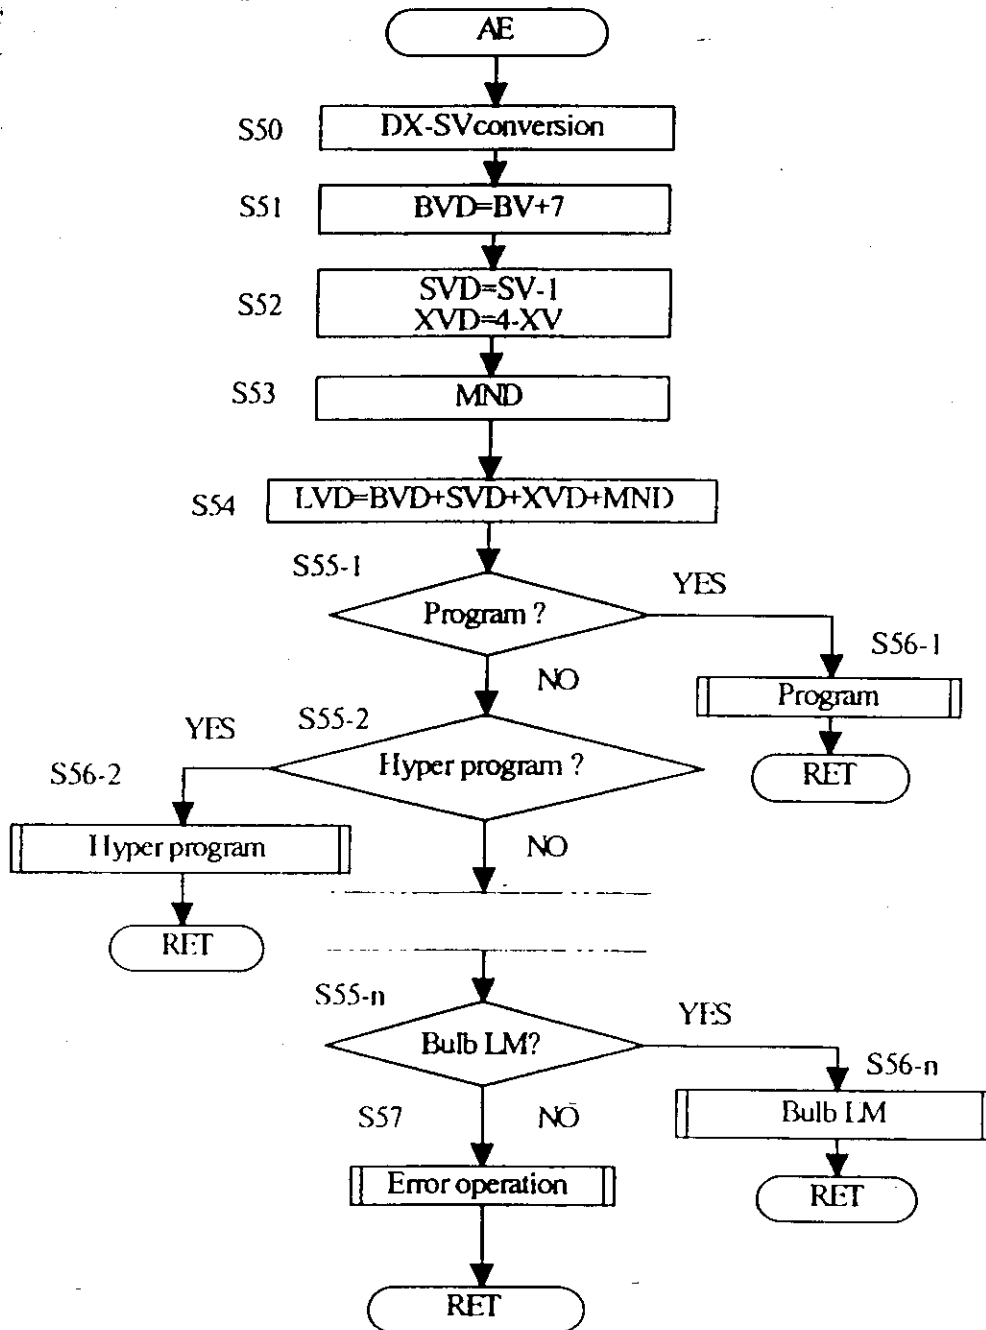 AE
S50
DX-SVconversion
S51
BVD=BV+7
S52
SVD=SV-1
XVD=4-XV
S53
MND
S54
LVD=BVD+SVD+XVD+MND
S55-1
Program ?
YES
S56-1
NO
Program
S55-2
YES
RET
Hyper program ?
S56-2
Hyper program
NO
RET
S55-n
YES
Bulb LM?
S56-n
S57
NO
Bulb LM
Error operation
RET
RET